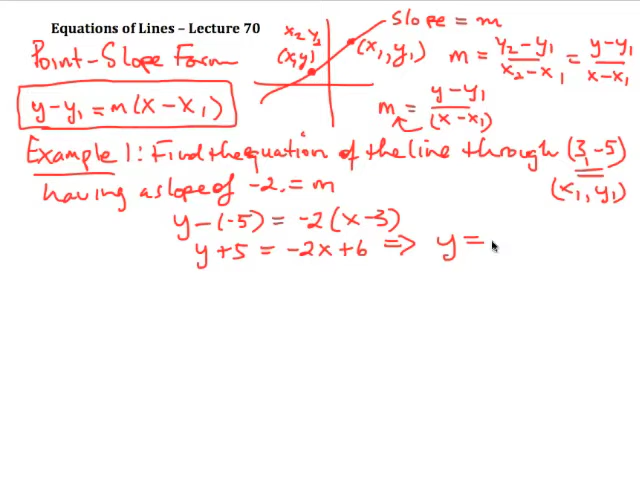 Equations of Lines – Lecture 70
Point-Slope Form
y-y₁ = m(x-x₁)
x₂ y₂
(x,y)
(x₁,y₁)
slope = m
m = y₂-y₁/x₂-x₁ = y-y₁/x-x₁
m = y-y₁/(x-x₁)
Example 1: Find the equation of the line through (3,-5)
having a slope of -2. = m
(x₁,y₁)
y-(-5) = -2(x-3)
y+5 = -2x+6 => y =